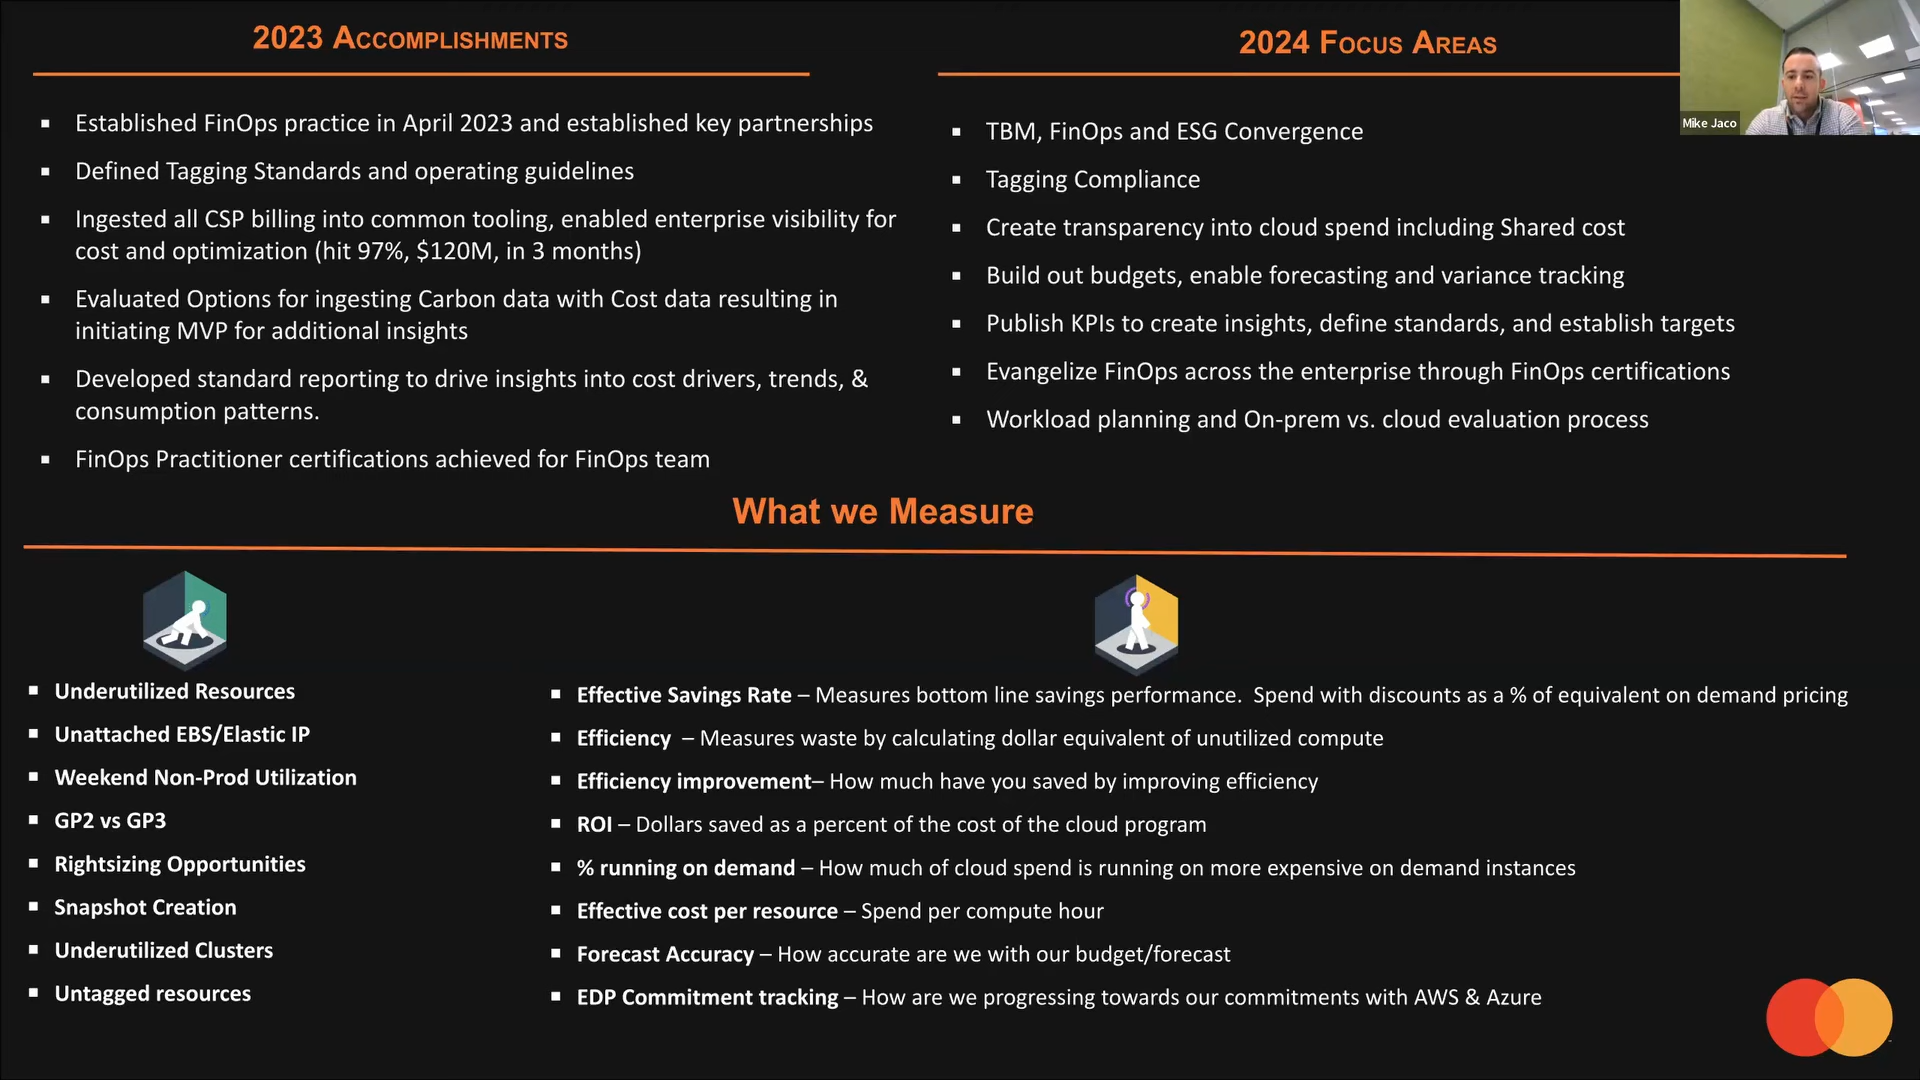 2023 Accomplishments
Established FinOps practice in April 2023 and established key partnerships
Defined Tagging Standards and operating guidelines
Ingested all CSP billing into common tooling, enabled enterprise visibility for
cost and optimization (hit 97%, $120M, in 3 months)
Evaluated Options for ingesting Carbon data with Cost data resulting in
initiating MVP for additional insights
Developed standard reporting to drive insights into cost drivers, trends, &
consumption patterns.
FinOps Practitioner certifications achieved for FinOps team
2024 Focus Areas
TBM, FinOps and ESG Convergence
Tagging Compliance
Create transparency into cloud spend including Shared cost
Build out budgets, enable forecasting and variance tracking
Publish KPIs to create insights, define standards, and establish targets
Evangelize FinOps across the enterprise through FinOps certifications
Workload planning and On-prem vs. cloud evaluation process
Mike Jaco
What we Measure
Underutilized Resources
Unattached EBS/Elastic IP
Weekend Non-Prod Utilization
GP2 vs GP3
Rightsizing Opportunities
Snapshot Creation
Underutilized Clusters
Untagged resources
Effective Savings Rate – Measures bottom line savings performance.  Spend with discounts as a % of equivalent on demand pricing
Efficiency  – Measures waste by calculating dollar equivalent of unutilized compute
Efficiency improvement– How much have you saved by improving efficiency
ROI – Dollars saved as a percent of the cost of the cloud program
% running on demand – How much of cloud spend is running on more expensive on demand instances
Effective cost per resource – Spend per compute hour
Forecast Accuracy – How accurate are we with our budget/forecast
EDP Commitment tracking – How are we progressing towards our commitments with AWS & Azure